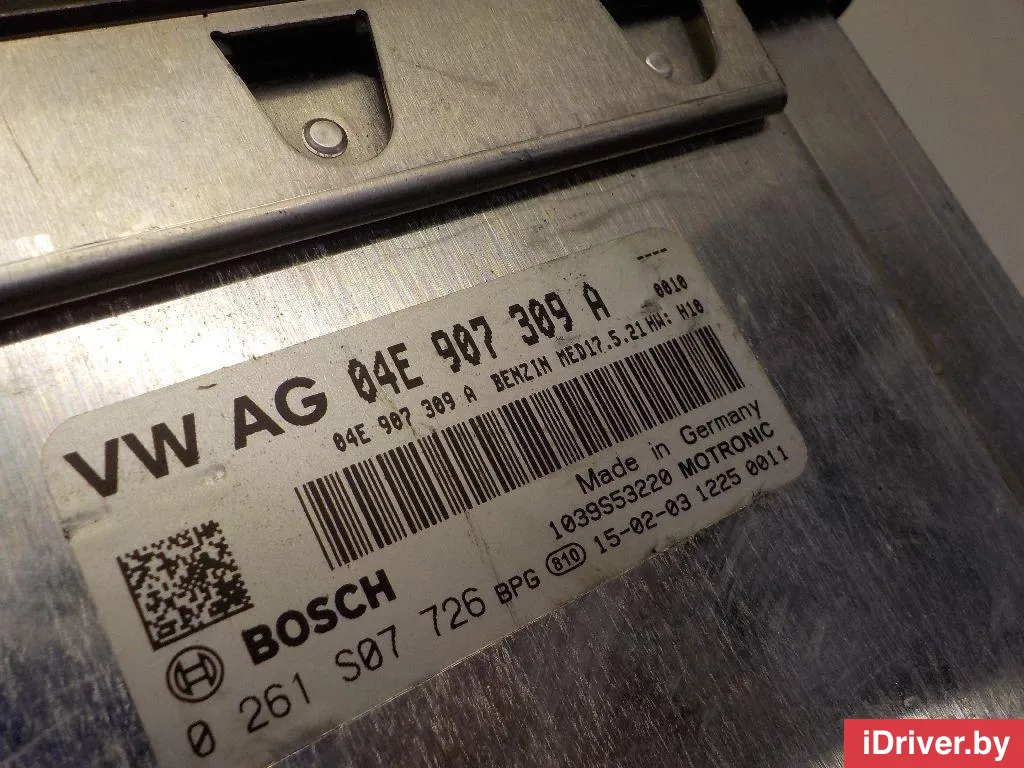 ----
VW AG 04E 907 309 A 0010
04E 907 309 A BENZIN MED17.5.21 HW: H10
Made in Germany
1039S53220 MOTRONIC
BOSCH
0 261 S07 726 BPG 810 15-02-03 1225 0011
iDriver.by